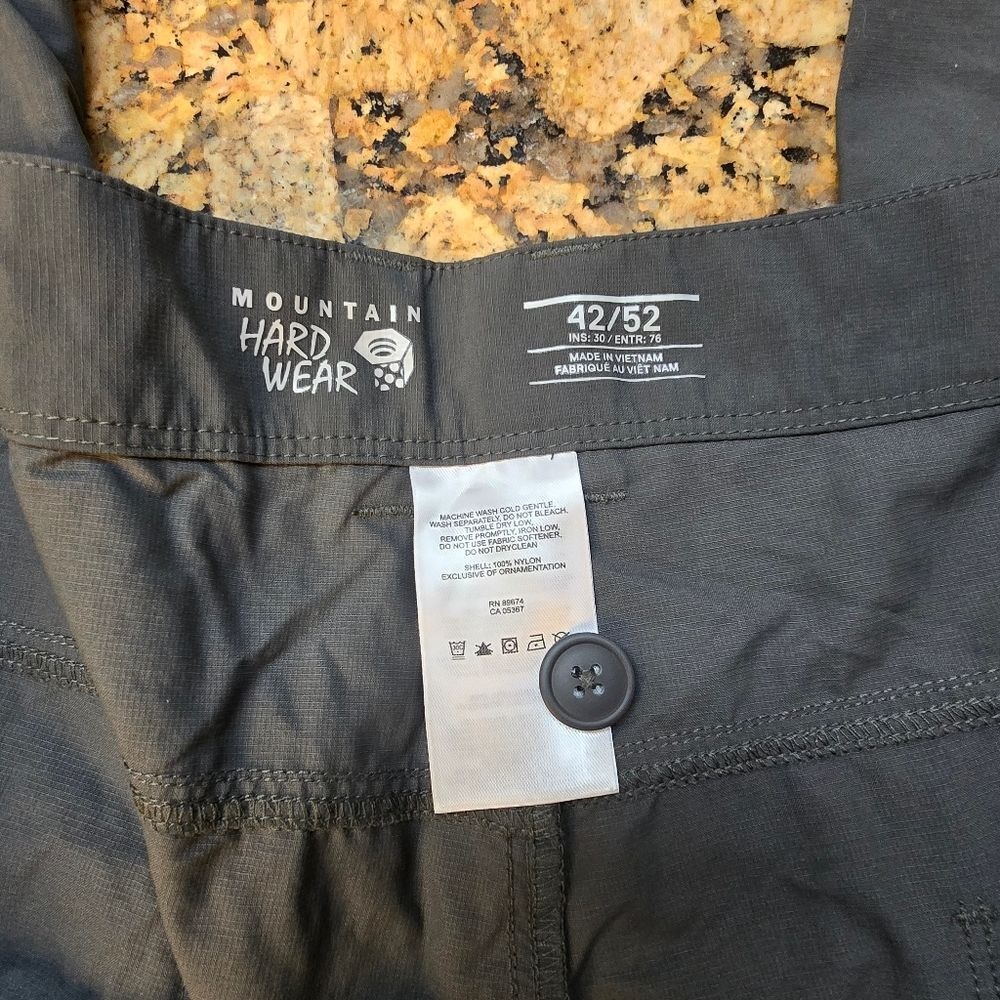 MOUNTAIN
HARD
WEAR
42/52
INS: 30 / ENTR: 76
MADE IN VIETNAM
FABRIQUÉ AU VIÊT NAM
MACHINE WASH COLD GENTLE,
WASH SEPARATELY, DO NOT BLEACH,
TUMBLE DRY LOW,
REMOVE PROMPTLY, IRON LOW,
DO NOT USE FABRIC SOFTENER,
DO NOT DRYCLEAN
SHELL: 100% NYLON
EXCLUSIVE OF ORNAMENTATION
RN 89674
CA 05367